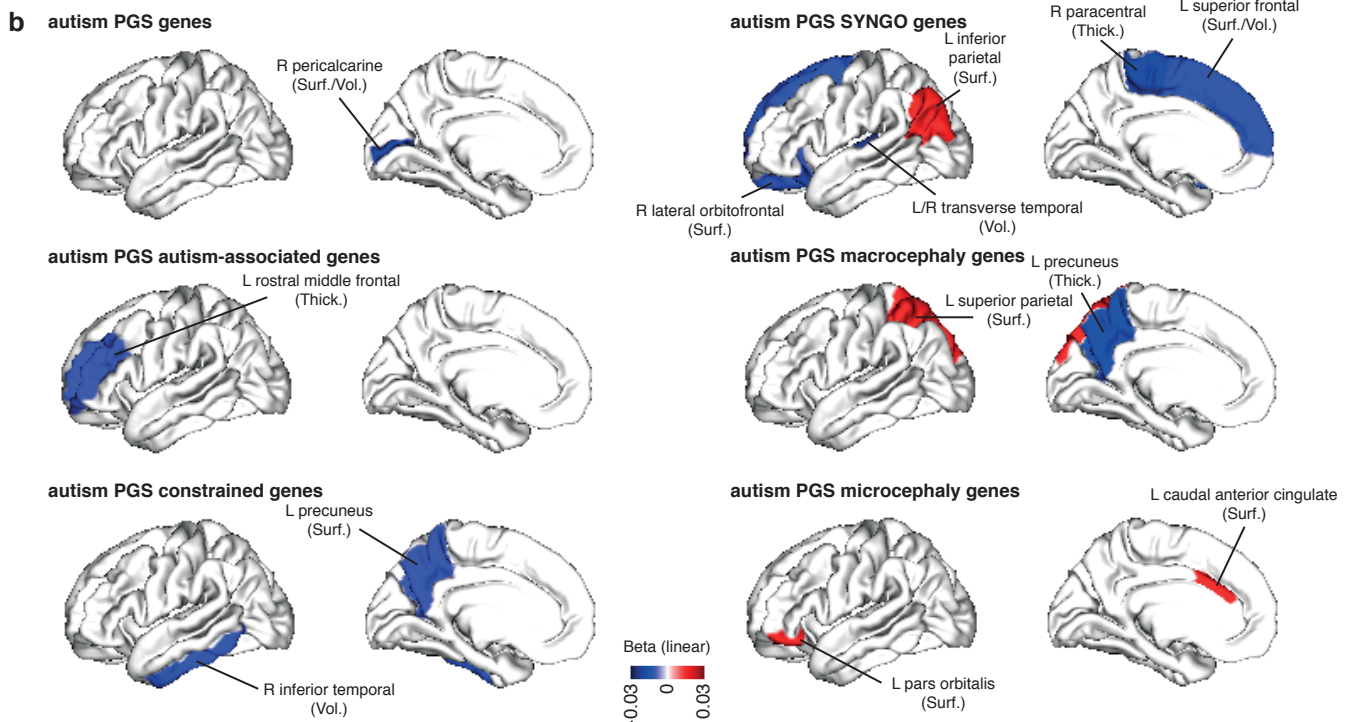 b
autism PGS genes
R pericalcarine
(Surf./Vol.)
autism PGS SYNGO genes
L inferior
parietal
(Surf.)
R paracentral
(Thick.)
L superior frontal
(Surf./Vol.)
R lateral orbitofrontal
(Surf.)
L/R transverse temporal
(Vol.)
autism PGS autism-associated genes
L rostral middle frontal
(Thick.)
autism PGS macrocephaly genes
L superior parietal
(Surf.)
L precuneus
(Thick.)
autism PGS constrained genes
L precuneus
(Surf.)
R inferior temporal
(Vol.)
autism PGS microcephaly genes
L caudal anterior cingulate
(Surf.)
L pars orbitalis
(Surf.)
Beta (linear)
-0.03
0
0.03